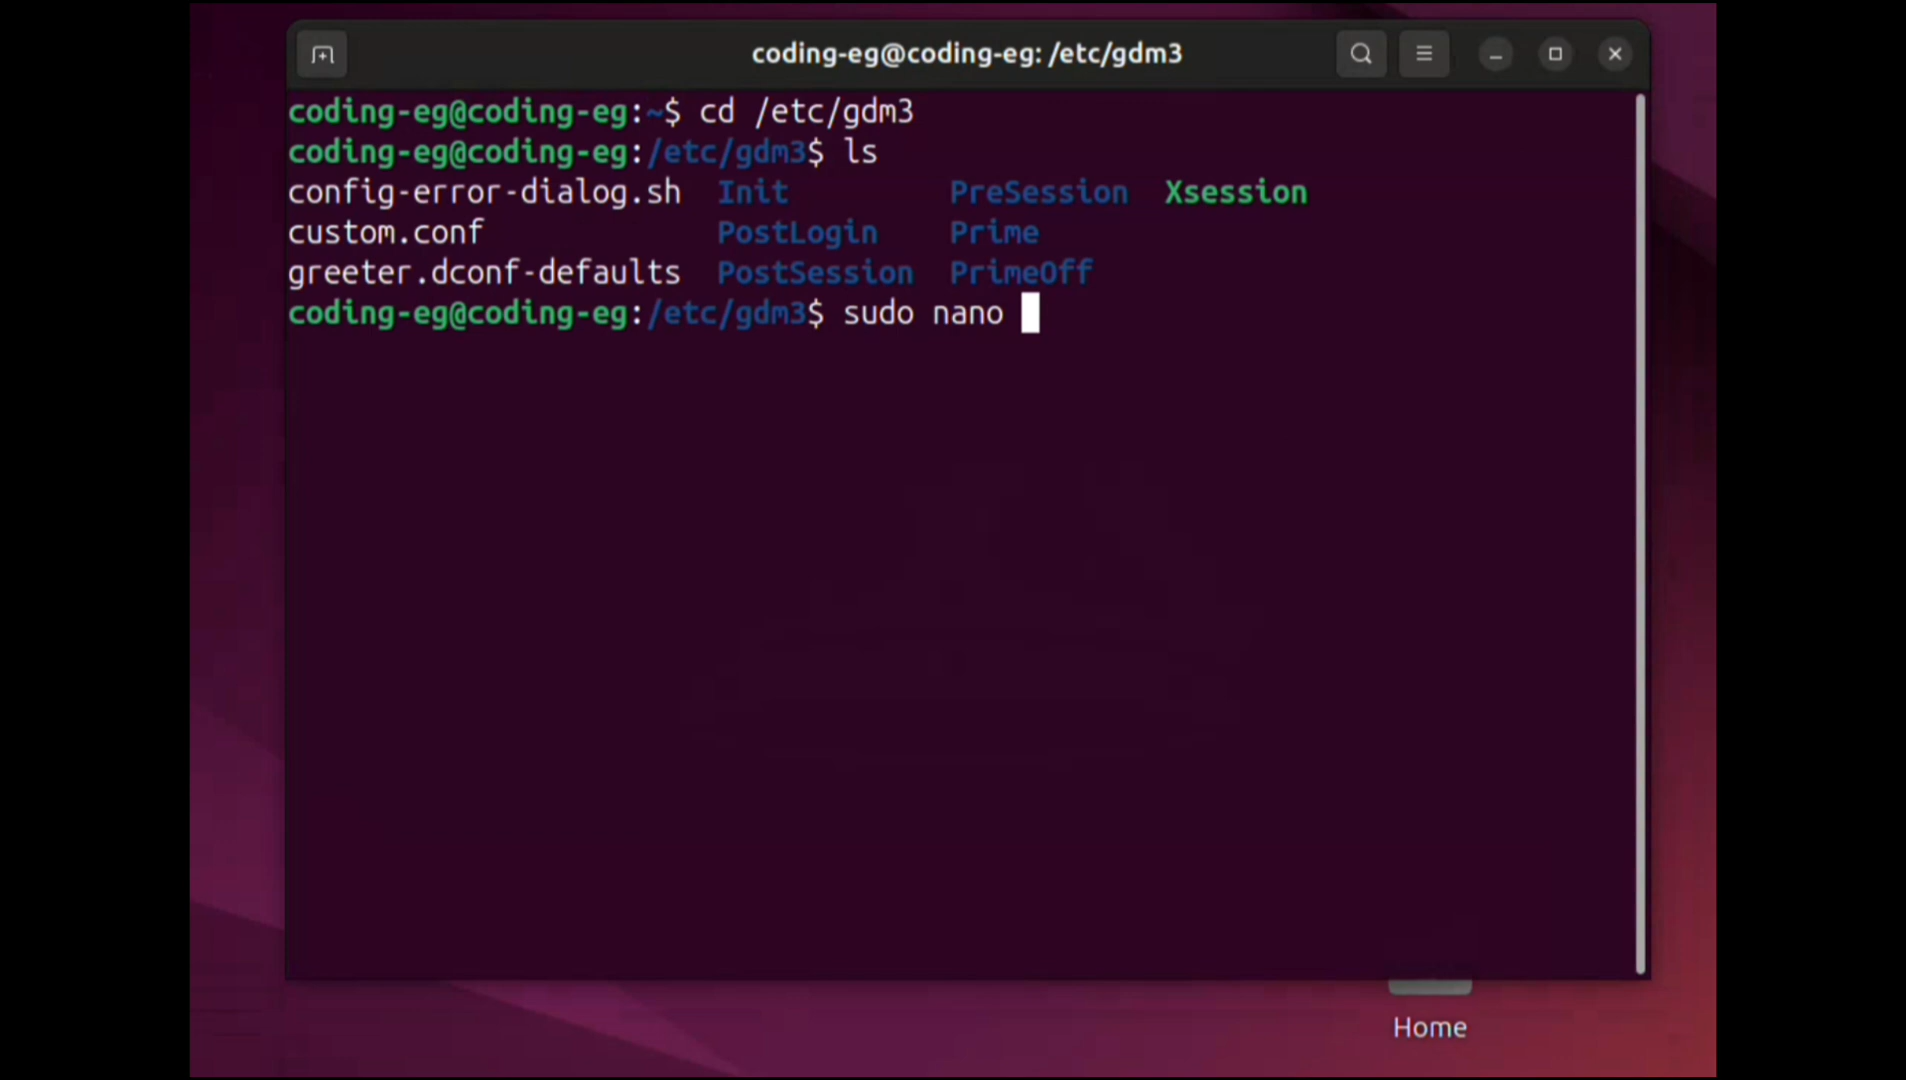 coding-eg@coding-eg: /etc/gdm3
coding-eg@coding-eg:~$ cd /etc/gdm3
coding-eg@coding-eg:/etc/gdm3$ ls
config-error-dialog.sh  Init         PreSession  Xsession
custom.conf             PostLogin    Prime
greeter.dconf-defaults  PostSession  PrimeOff
coding-eg@coding-eg:/etc/gdm3$ sudo nano
Home